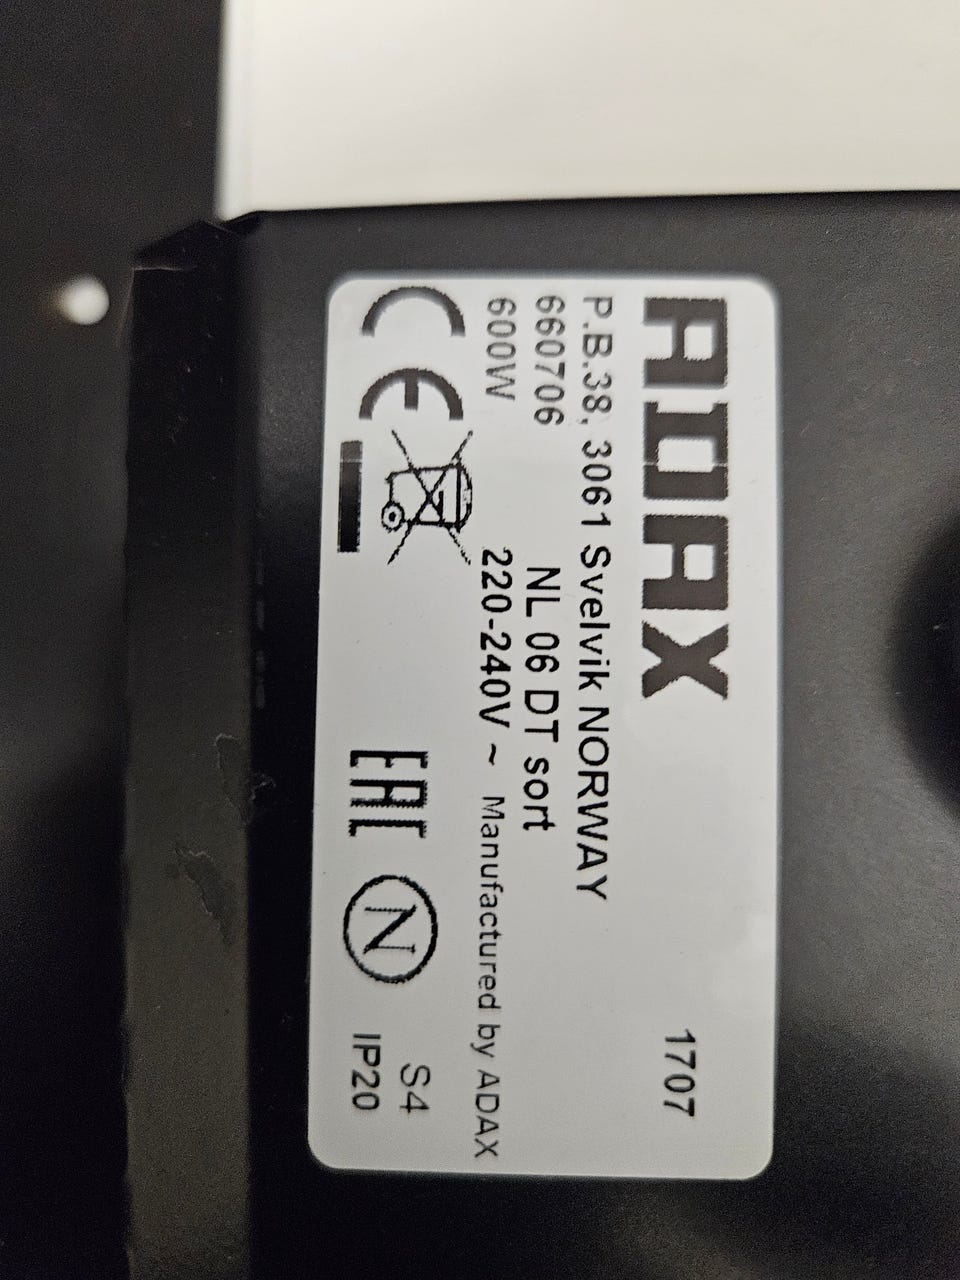 ADAX
1707
P.B.38, 3061 Svelvik NORWAY
660706 NL 06 DT sort
600W 220-240V ~ Manufactured by ADAX
CE EAC N S4
IP20